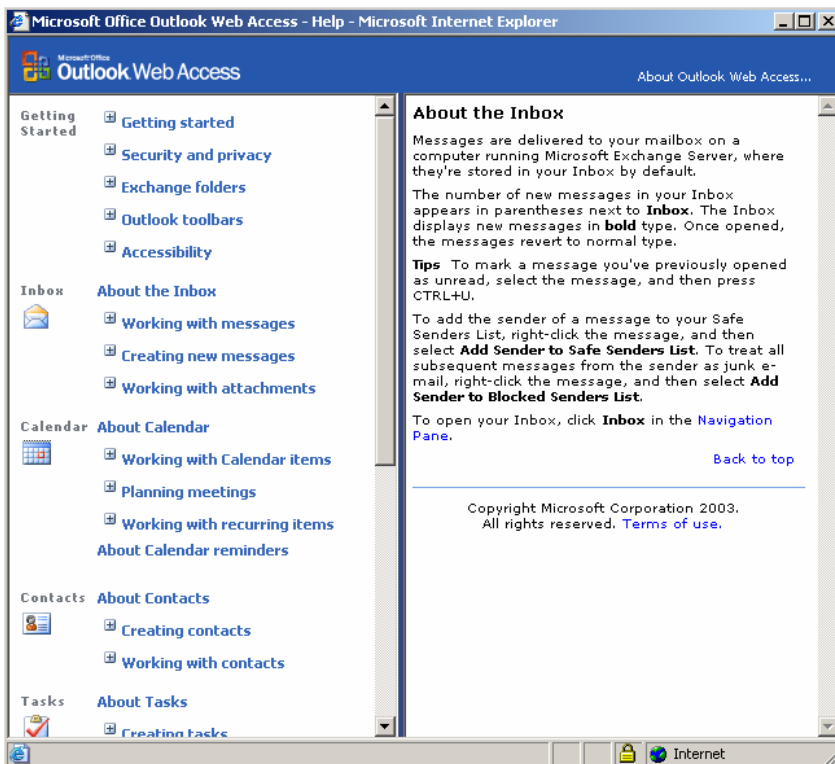 Microsoft Office Outlook Web Access - Help - Microsoft Internet Explorer
Microsoft Office
Outlook Web Access
About Outlook Web Access...
Getting
Started
Getting started
Security and privacy
Exchange folders
Outlook toolbars
Accessibility
Inbox
About the Inbox
Working with messages
Creating new messages
Working with attachments
Calendar
About Calendar
Working with Calendar items
Planning meetings
Working with recurring items
About Calendar reminders
Contacts
About Contacts
Creating contacts
Working with contacts
Tasks
About Tasks
Creating tasks
About the Inbox
Messages are delivered to your mailbox on a
computer running Microsoft Exchange Server, where
they're stored in your Inbox by default.
The number of new messages in your Inbox
appears in parentheses next to Inbox. The Inbox
displays new messages in bold type. Once opened,
the messages revert to normal type.
Tips To mark a message you've previously opened
as unread, select the message, and then press
CTRL+U.
To add the sender of a message to your Safe
Senders List, right-click the message, and then
select Add Sender to Safe Senders List. To treat all
subsequent messages from the sender as junk e-
mail, right-click the message, and then select Add
Sender to Blocked Senders List.
To open your Inbox, click Inbox in the Navigation
Pane.
Back to top
Copyright Microsoft Corporation 2003.
All rights reserved. Terms of use.
Internet